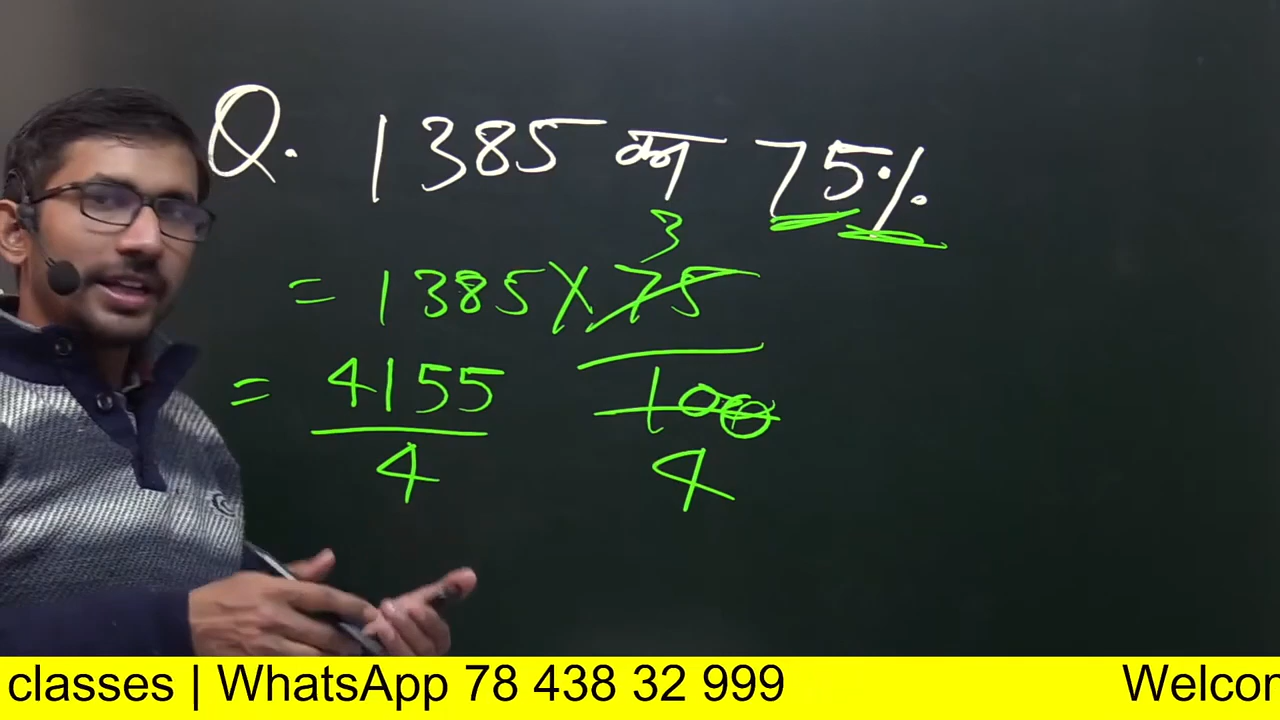 Q. 1385 का 75%
= 1385 X 75 3
100
4
= 4155
4
classes | WhatsApp 78 438 32 999 Welcor